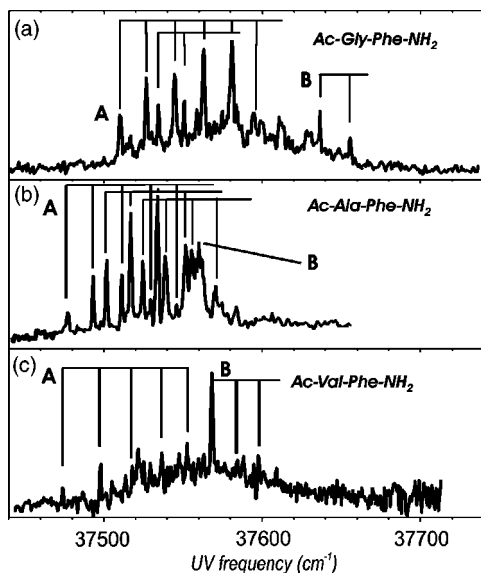 (a)
Ac-Gly-Phe-NH2
A
B
(b)
Ac-Ala-Phe-NH2
A
B
(c)
A
B
Ac-Val-Phe-NH2
37500
37600
37700
UV frequency (cm-1)